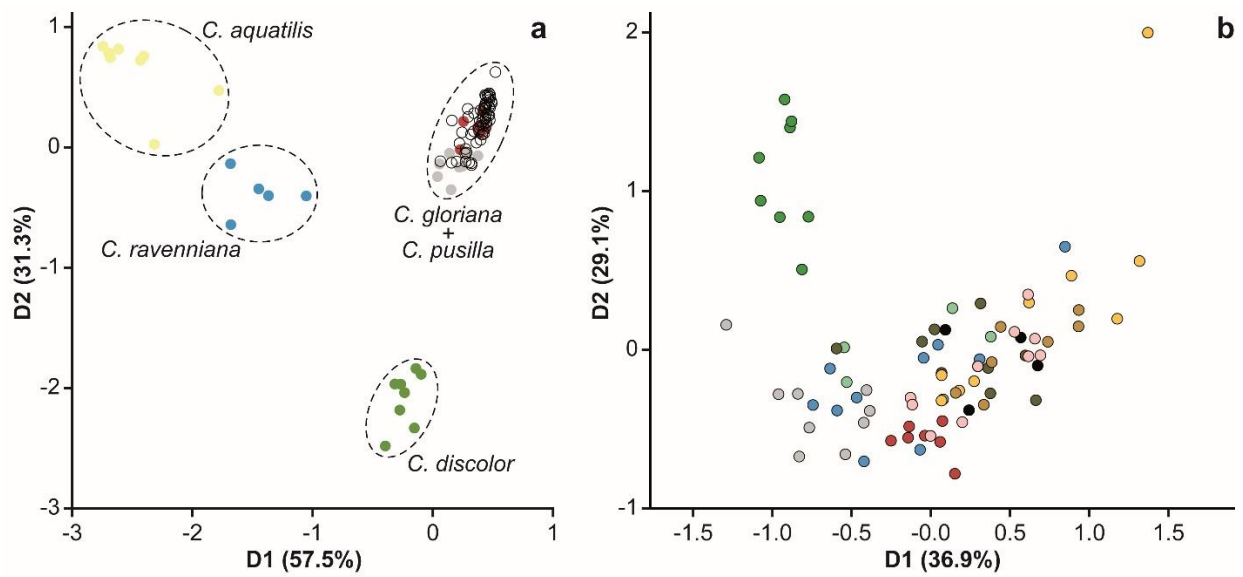 a
C. aquatilis
C. gloriana
+
C. pusilla
C. ravenniana
C. discolor
1
0
-1
-2
-3
D2 (31.3%)
-3
-2
-1
0
1
D1 (57.5%)
b
2
1
0
-1
D2 (29.1%)
-1.5
-1.0
-0.5
-0.0
0.5
1.0
1.5
D1 (36.9%)